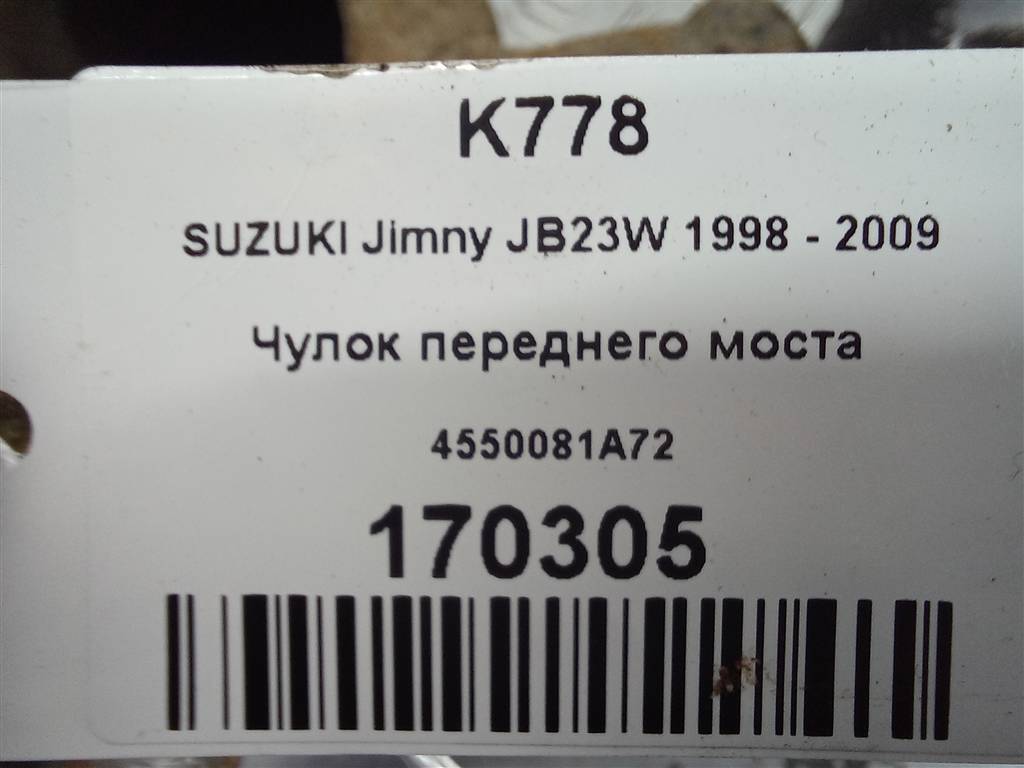 K778
SUZUKI Jimny JB23W 1998 - 2009
Чулок переднего моста
4550081A72
170305